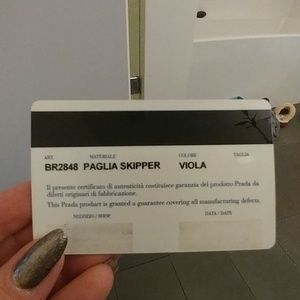 ART. MATERIALE COLORE TAGLIA
BR2848 PAGLIA SKIPPER VIOLA
Il presente certificato di autenticità costituisce garanzia del prodotto Prada da
difetti originari di fabbricazione.
This Prada product is granted a guarantee covering all manufacturing defects.
NEGOZIO / SHOP DATA / DATE